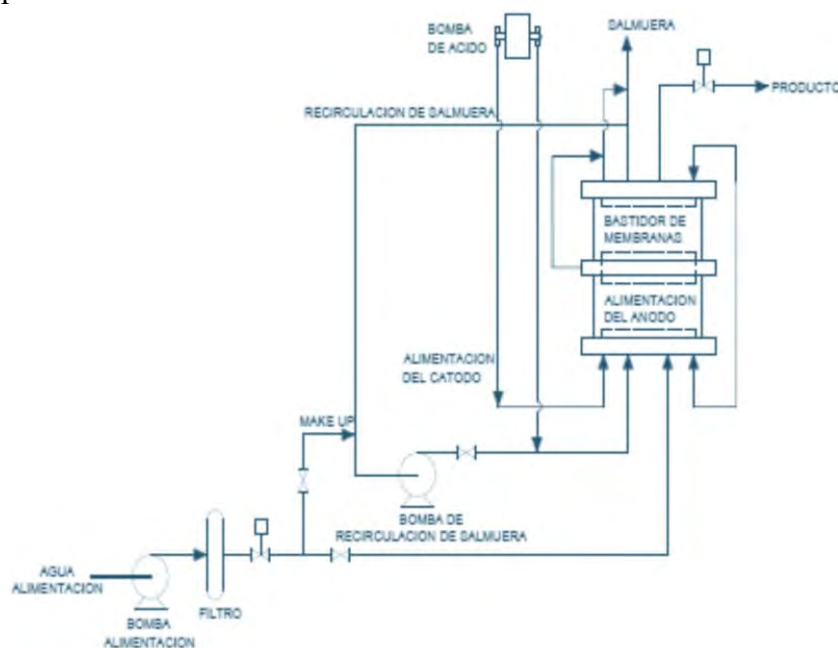 BOMBA
DE ACIDO
SALMUERA
PRODUCTO
RECIRCULACION DE SALMUERA
BASTIDOR DE
MEMBRANAS
ALIMENTACION
DEL ANODO
ALIMENTACION
DEL CATODO
MAKE UP
BOMBA DE
RECIRCULACION DE SALMUERA
AGUA
ALIMENTACION
FILTRO
BOMBA
ALIMENTACION